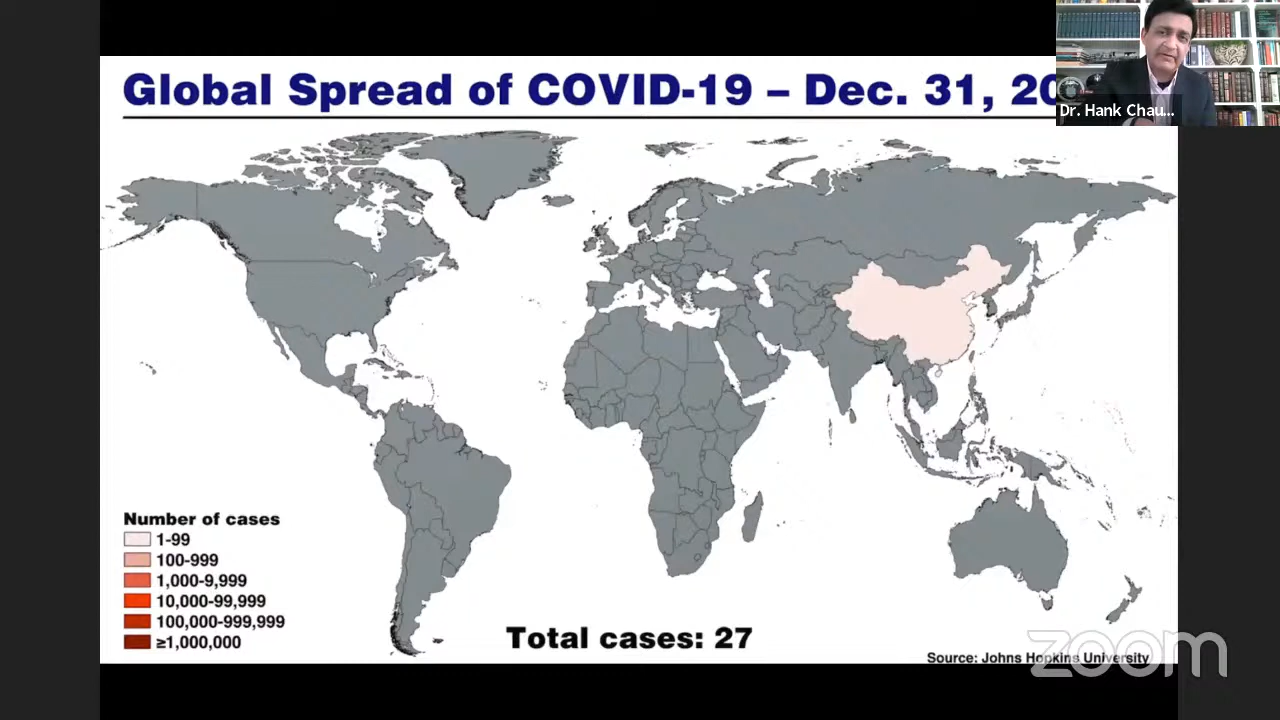 Global Spread of COVID-19 – Dec. 31, 20
Dr. Hank Chau...
Number of cases
1-99
100-999
1,000-9,999
10,000-99,999
100,000-999,999
≥1,000,000
Total cases: 27
Source: Johns Hopkins University
zoom